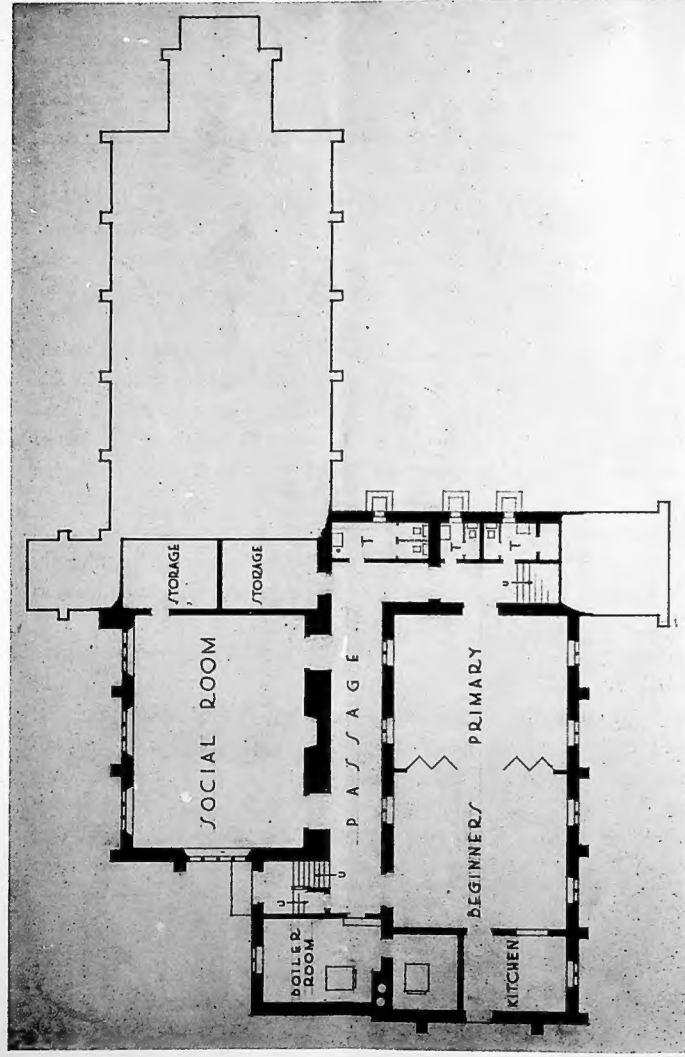 STORAGE
STORAGE
SOCIAL ROOM
PASSAGE
T
T
T
T
U
BEGINNERS
PRIMARY
U
U
BOILER
ROOM
KITCHEN